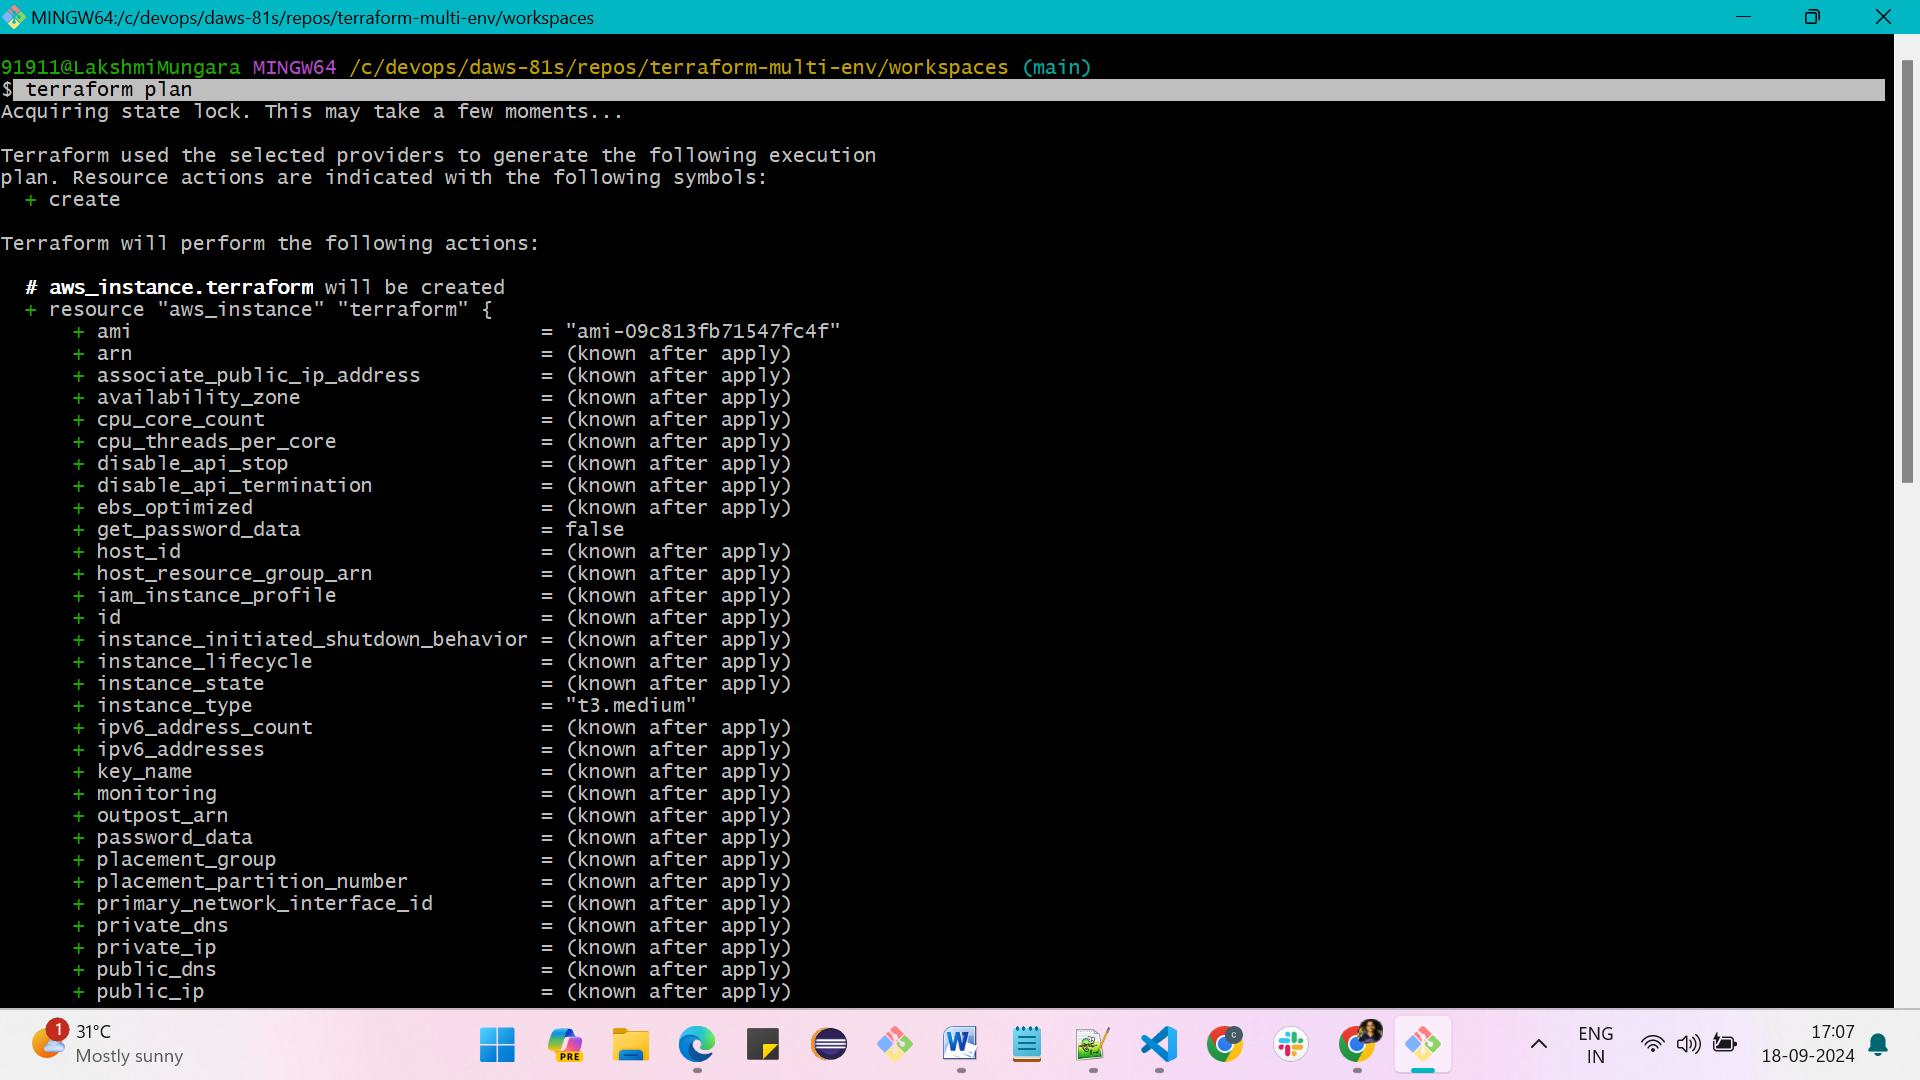 MINGW64:/c/devops/daws-81s/repos/terraform-multi-env/workspaces
91911@LakshmiMungara MINGW64 /c/devops/daws-81s/repos/terraform-multi-env/workspaces (main)
$ terraform plan
Acquiring state lock. This may take a few moments...
Terraform used the selected providers to generate the following execution
plan. Resource actions are indicated with the following symbols:
  + create
Terraform will perform the following actions:
  # aws_instance.terraform will be created
  + resource "aws_instance" "terraform" {
      + ami                                  = "ami-09c813fb71547fc4f"
      + arn                                  = (known after apply)
      + associate_public_ip_address          = (known after apply)
      + availability_zone                    = (known after apply)
      + cpu_core_count                       = (known after apply)
      + cpu_threads_per_core                 = (known after apply)
      + disable_api_stop                     = (known after apply)
      + disable_api_termination              = (known after apply)
      + ebs_optimized                        = (known after apply)
      + get_password_data                    = false
      + host_id                              = (known after apply)
      + host_resource_group_arn              = (known after apply)
      + iam_instance_profile                 = (known after apply)
      + id                                   = (known after apply)
      + instance_initiated_shutdown_behavior = (known after apply)
      + instance_lifecycle                   = (known after apply)
      + instance_state                       = (known after apply)
      + instance_type                        = "t3.medium"
      + ipv6_address_count                   = (known after apply)
      + ipv6_addresses                       = (known after apply)
      + key_name                             = (known after apply)
      + monitoring                           = (known after apply)
      + outpost_arn                          = (known after apply)
      + password_data                        = (known after apply)
      + placement_group                      = (known after apply)
      + placement_partition_number           = (known after apply)
      + primary_network_interface_id         = (known after apply)
      + private_dns                          = (known after apply)
      + private_ip                           = (known after apply)
      + public_dns                           = (known after apply)
      + public_ip                            = (known after apply)
1
31°C
Mostly sunny
PRE
W
C
ENG
IN
17:07
18-09-2024